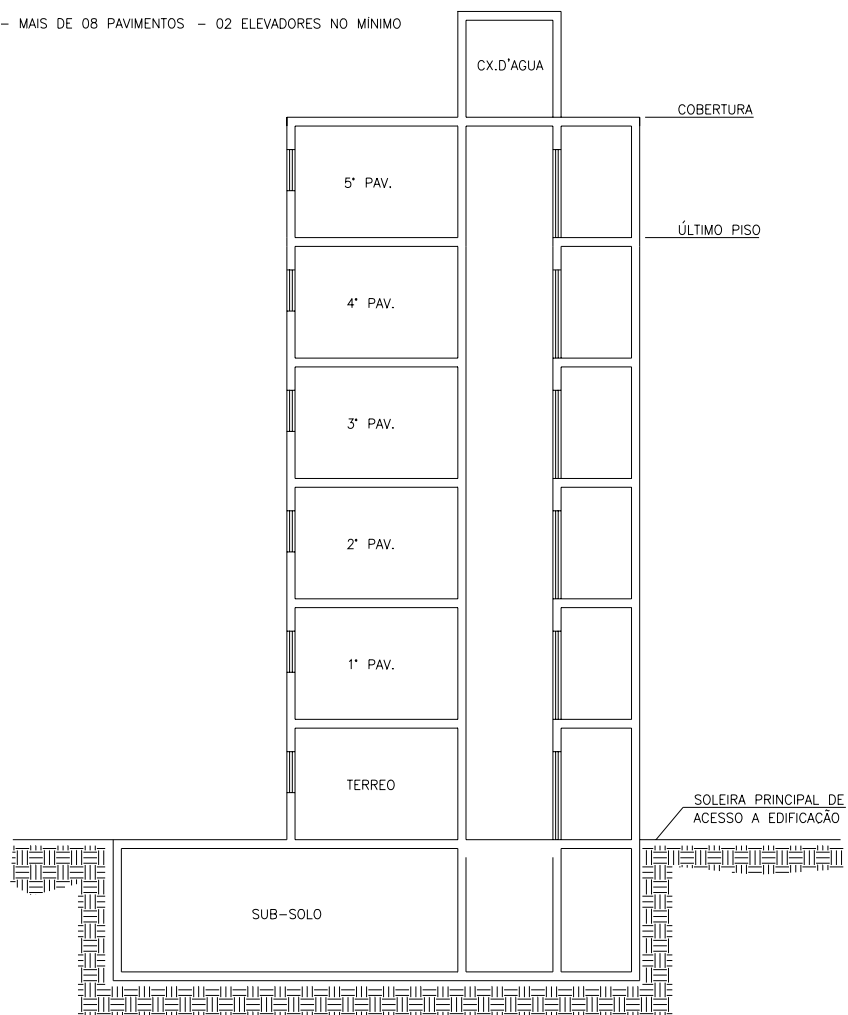 - MAIS DE 08 PAVIMENTOS - 02 ELEVADORES NO MÍNIMO
CX.D'AGUA
COBERTURA
5° PAV.
ÚLTIMO PISO
4° PAV.
3° PAV.
2° PAV.
1° PAV.
TERREO
SOLEIRA PRINCIPAL DE
ACESSO A EDIFICAÇÃO
SUB-SOLO